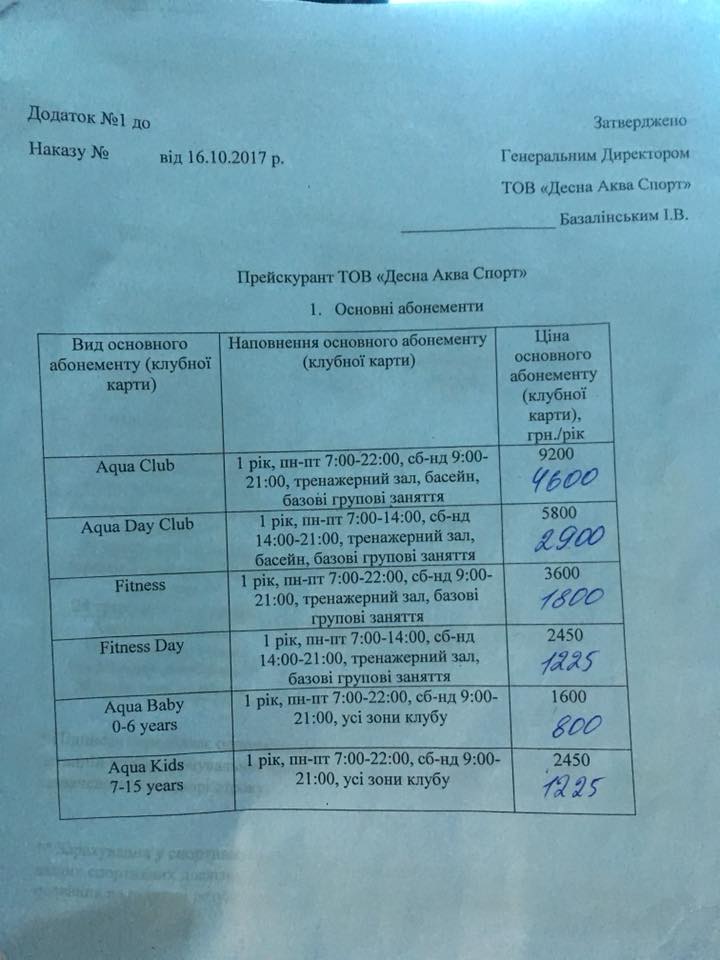 Додаток №1 до
Наказу № від 16.10.2017 р.
Затверджено
Генеральним Директором
ТОВ «Десна Аква Спорт»
Базалінським І.В.
Прейскурант ТОВ «Десна Аква Спорт»
1. Основні абонементи
Вид основного
абонементу (клубної
карти)
Наповнення основного абонементу
(клубної карти)
Ціна
основного
абонементу
(клубної
карти),
грн./рік
Aqua Club
1 рік, пн-пт 7:00-22:00, сб-нд 9:00-
21:00, тренажерний зал, басейн,
базові групові заняття
9200
4600
Aqua Day Club
1 рік, пн-пт 7:00-14:00, сб-нд
14:00-21:00, тренажерний зал,
басейн, базові групові заняття
5800
2900
Fitness
1 рік, пн-пт 7:00-22:00, сб-нд 9:00-
21:00, тренажерний зал, базові
групові заняття
3600
1800
Fitness Day
1 рік, пн-пт 7:00-14:00, сб-нд
14:00-21:00, тренажерний зал,
базові групові заняття
2450
1225
Aqua Baby
0-6 years
1 рік, пн-пт 7:00-22:00, сб-нд 9:00-
21:00, усі зони клубу
1600
800
Aqua Kids
7-15 years
1 рік, пн-пт 7:00-22:00, сб-нд 9:00-
21:00, усі зони клубу
2450
1225